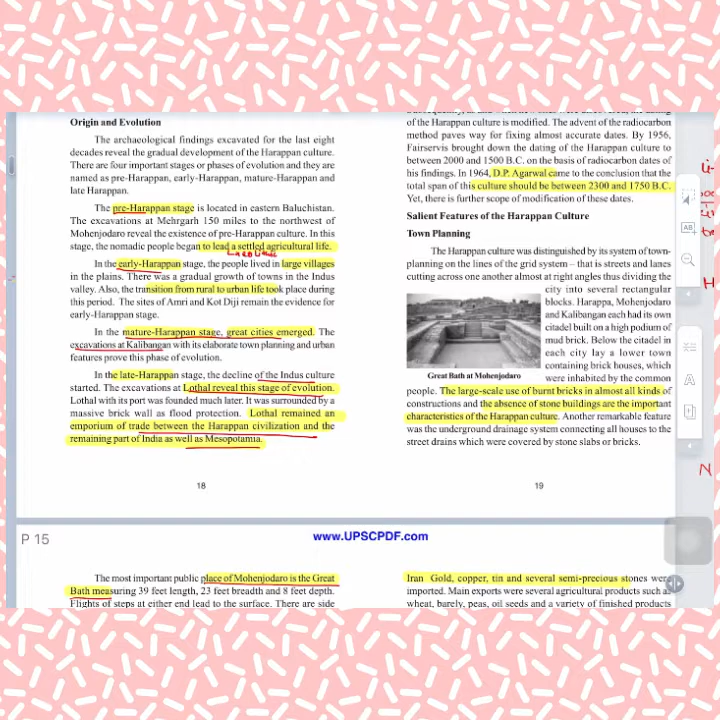 Origin and Evolution
The archaeological findings excavated for the last eight
decades reveal the gradual development of the Harappan culture.
There are four important stages or phases of evolution and they are
named as pre-Harappan, early-Harappan, mature-Harappan and
late Harappan.
The pre-Harappan stage is located in eastern Baluchistan.
The excavations at Mehrgarh 150 miles to the northwest of
Mohenjodaro reveal the existence of pre-Harappan culture. In this
stage, the nomadic people began to lead a settled agricultural life.
In the early-Harappan stage, the people lived in large villages
in the plains. There was a gradual growth of towns in the Indus
valley. Also, the transition from rural to urban life took place during
this period. The sites of Amri and Kot Diji remain the evidence for
early-Harappan stage.
In the mature-Harappan stage, great cities emerged. The
excavations at Kalibangan with its elaborate town planning and urban
features prove this phase of evolution.
In the late-Harappan stage, the decline of the Indus culture
started. The excavations at Lothal reveal this stage of evolution.
Lothal with its port was founded much later. It was surrounded by a
massive brick wall as flood protection. Lothal remained an
emporium of trade between the Harappan civilization and the
remaining part of India as well as Mesopotamia.
18
of the Harappan culture is modified. The advent of the radiocarbon
method paves way for fixing almost accurate dates. By 1956,
Fairservis brought down the dating of the Harappan culture to
between 2000 and 1500 B.C. on the basis of radiocarbon dates of
his findings. In 1964, D.P. Agarwal came to the conclusion that the
total span of this culture should be between 2300 and 1750 B.C.
Yet, there is further scope of modification of these dates.
Salient Features of the Harappan Culture
Town Planning
The Harappan culture was distinguished by its system of town-
planning on the lines of the grid system – that is streets and lanes
cutting across one another almost at right angles thus dividing the
city into several rectangular
blocks. Harappa, Mohenjodaro
and Kalibangan each had its own
citadel built on a high podium of
mud brick. Below the citadel in
each city lay a lower town
containing brick houses, which
were inhabited by the common
Great Bath at Mohenjodaro
people. The large-scale use of burnt bricks in almost all kinds of
constructions and the absence of stone buildings are the important
characteristics of the Harappan culture. Another remarkable feature
was the underground drainage system connecting all houses to the
street drains which were covered by stone slabs or bricks.
19
P 15
www.UPSCPDF.com
The most important public place of Mohenjodaro is the Great
Bath measuring 39 feet length, 23 feet breadth and 8 feet depth.
Flights of steps at either end lead to the surface. There are side
Iron Gold, copper, tin and several semi-precious stones were
imported. Main exports were several agricultural products such as
wheat, barely, peas, oil seeds and a variety of finished products